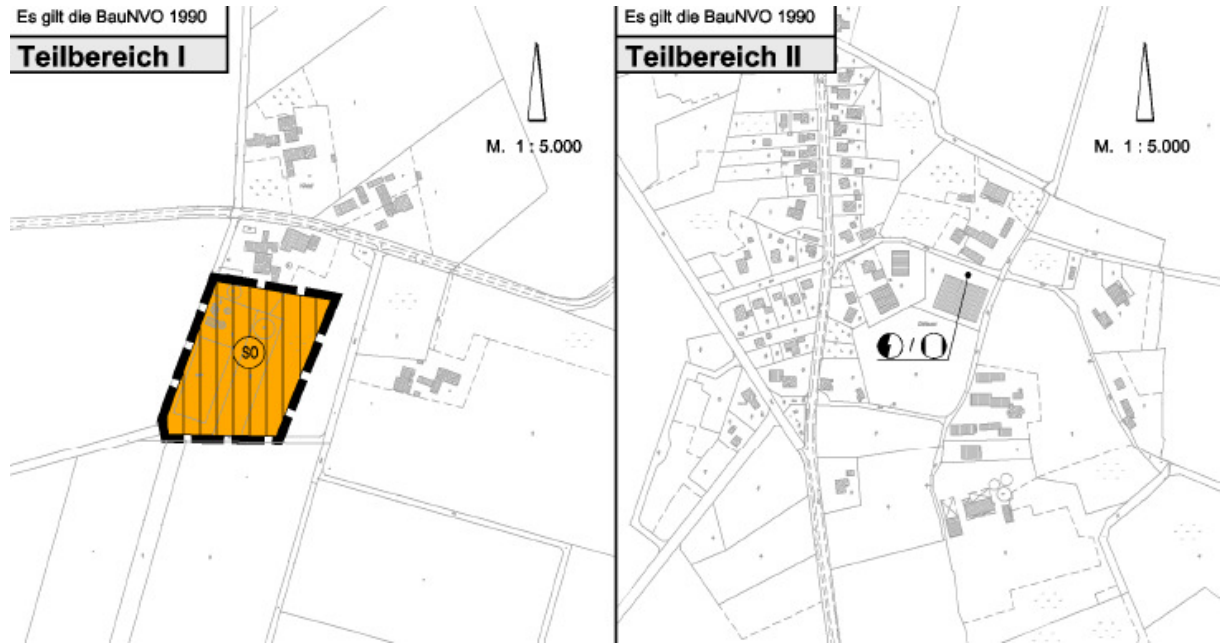 Es gilt die BauNVO 1990
Teilbereich I
M. 1 : 5.000
SO
Es gilt die BauNVO 1990
Teilbereich II
M. 1 : 5.000
/